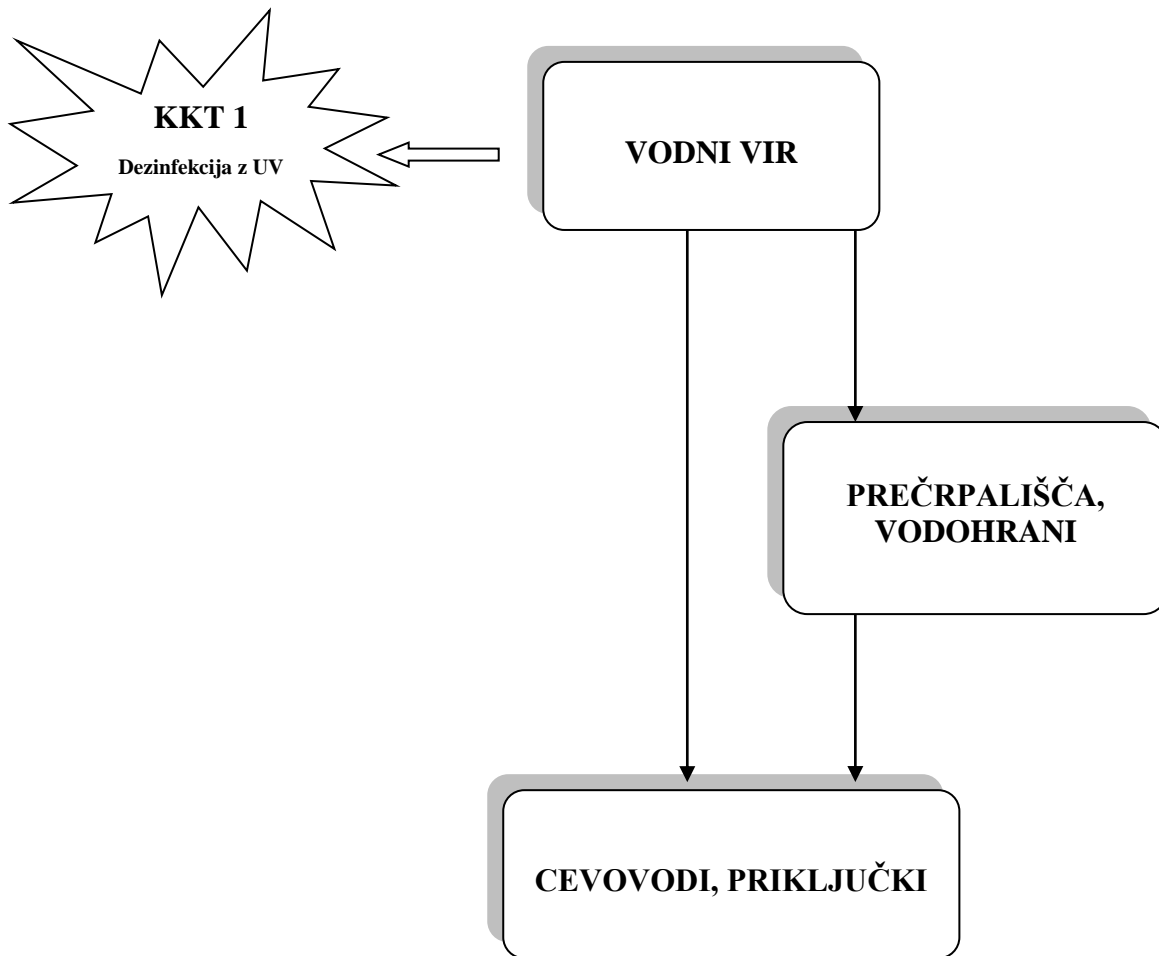 KKT 1
Dezinfekcija z UV
VODNI VIR
PREČRPALIŠČA,
VODOHRANI
CEVOVODI, PRIKLJUČKI